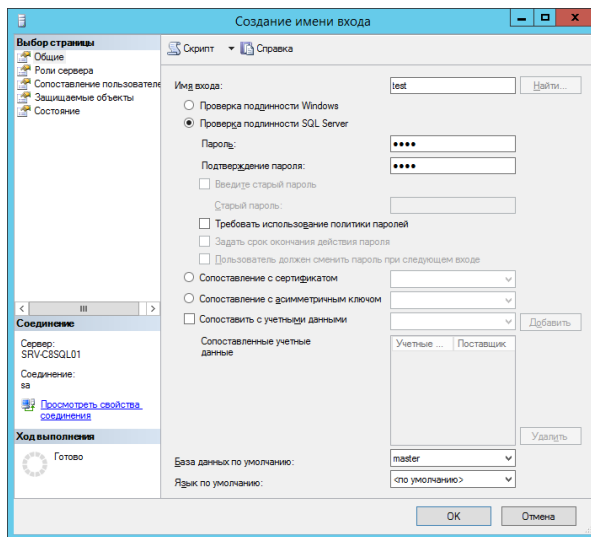 Создание имени входа
Выбор страницы
Общие
Роли сервера
Сопоставление пользователе
Защищаемые объекты
Состояние
Скрипт
Справка
Имя входа:
test
Найти...
Проверка подлинности Windows
Проверка подлинности SQL Server
Пароль:
●●●●
Подтверждение пароля:
●●●●
Введите старый пароль
Старый пароль:
Требовать использование политики паролей
Задать срок окончания действия пароля
Пользователь должен сменить пароль при следующем входе
Сопоставление с сертификатом
Сопоставление с асимметричным ключом
Сопоставить с учетными данными
Добавить
Сопоставленные учетные
данные
Учетные ...
Поставщик
Удалить
База данных по умолчанию:
master
Язык по умолчанию:
<по умолчанию>
Соединение
Сервер:
SRV-C8SQL01
Соединение:
sa
Просмотреть свойства
соединения
Ход выполнения
Готово
OK
Отмена